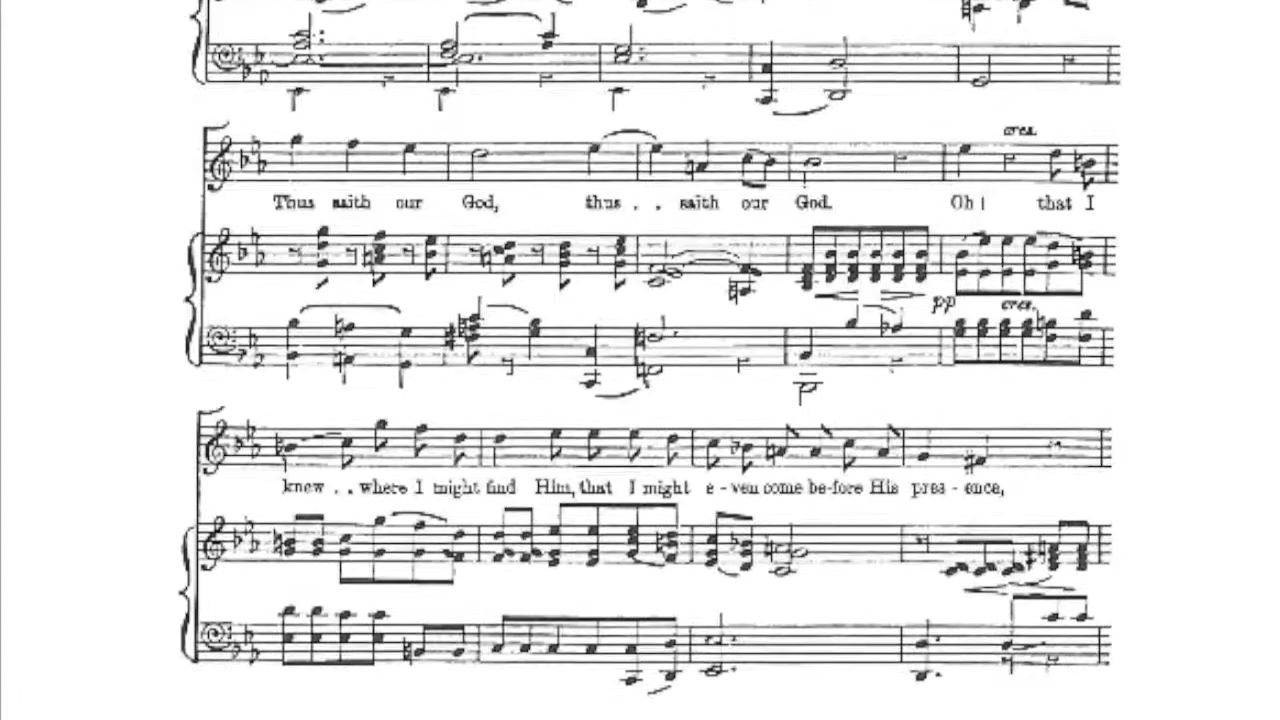 cres.
Thus saith our God, thus . . saith our God. Oh! that I
pp cres.
knew . . where I might find Him, that I might e - ven come be-fore His pres - ence,